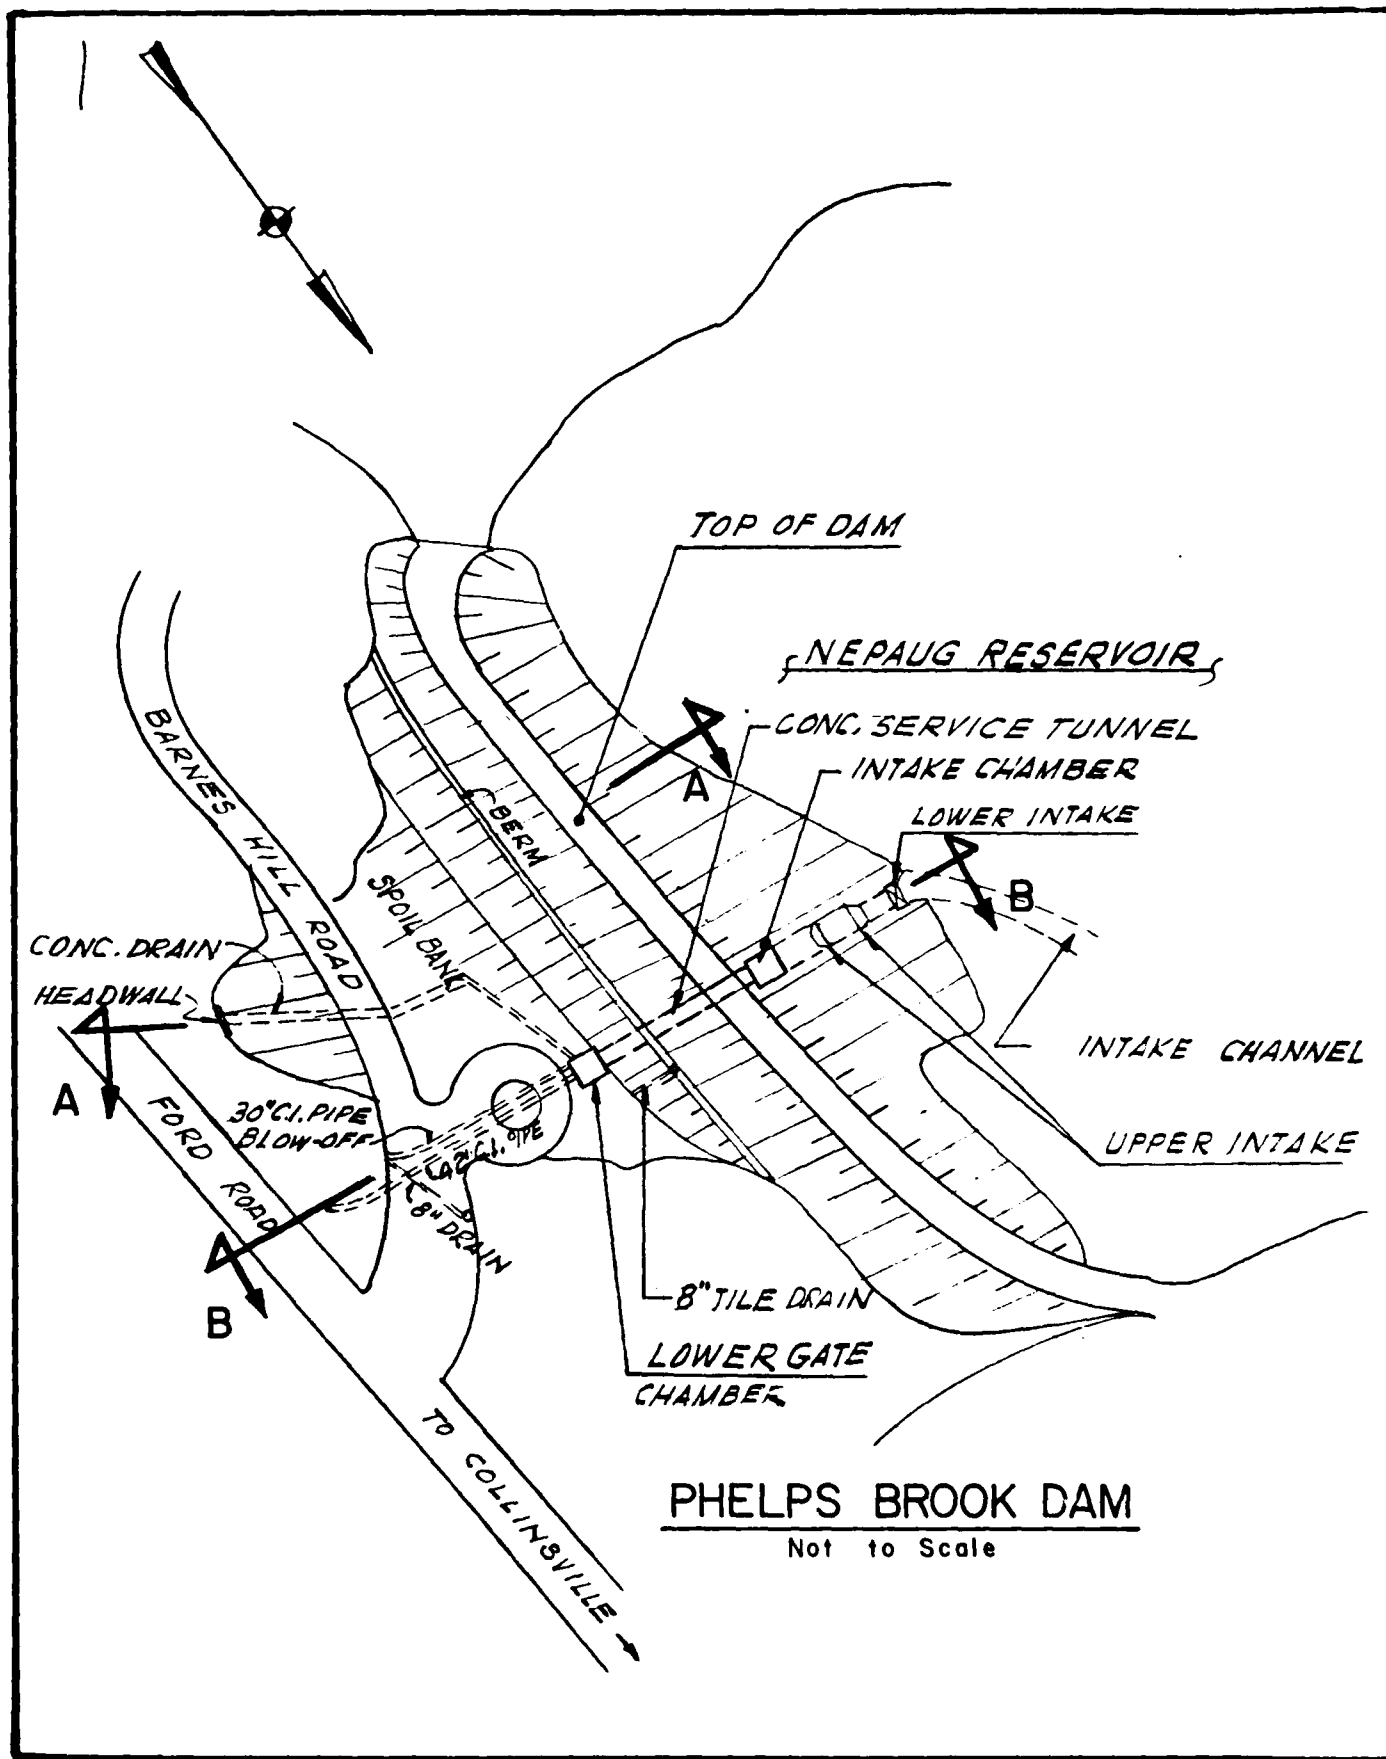 TOP OF DAM
NEPAUG RESERVOIR
CONC. SERVICE TUNNEL
INTAKE CHAMBER
LOWER INTAKE
A
B
BARNES HILL ROAD
BERM
SPOIL BANK
CONC. DRAIN
HEADWALL
INTAKE CHANNEL
A
FORD ROAD
30" C.I. PIPE
BLOW-OFF
42" C.I. PIPE
8" DRAIN
UPPER INTAKE
B
8" TILE DRAIN
LOWER GATE
CHAMBER
TO COLLINSVILLE
PHELPS BROOK DAM
Not to Scale